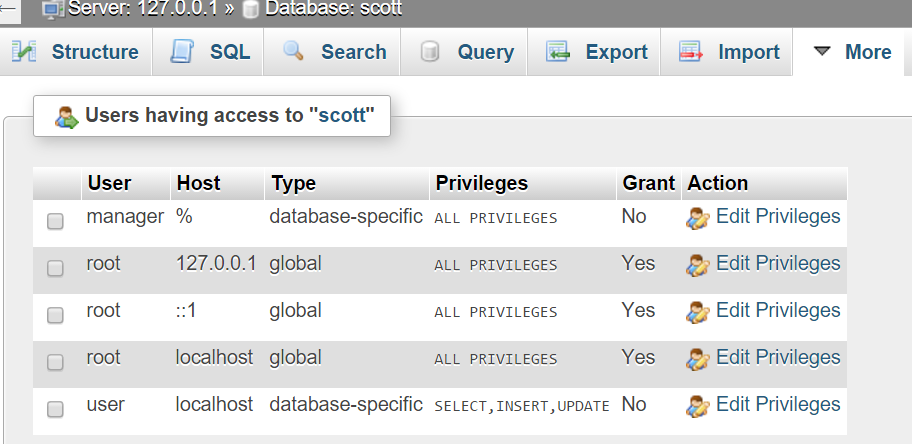 Server: 127.0.0.1 » Database: scott
Structure SQL Search Query Export Import More
Users having access to "scott"
User Host Type Privileges Grant Action
manager % database-specific ALL PRIVILEGES No Edit Privileges
root 127.0.0.1 global ALL PRIVILEGES Yes Edit Privileges
root ::1 global ALL PRIVILEGES Yes Edit Privileges
root localhost global ALL PRIVILEGES Yes Edit Privileges
user localhost database-specific SELECT,INSERT,UPDATE No Edit Privileges